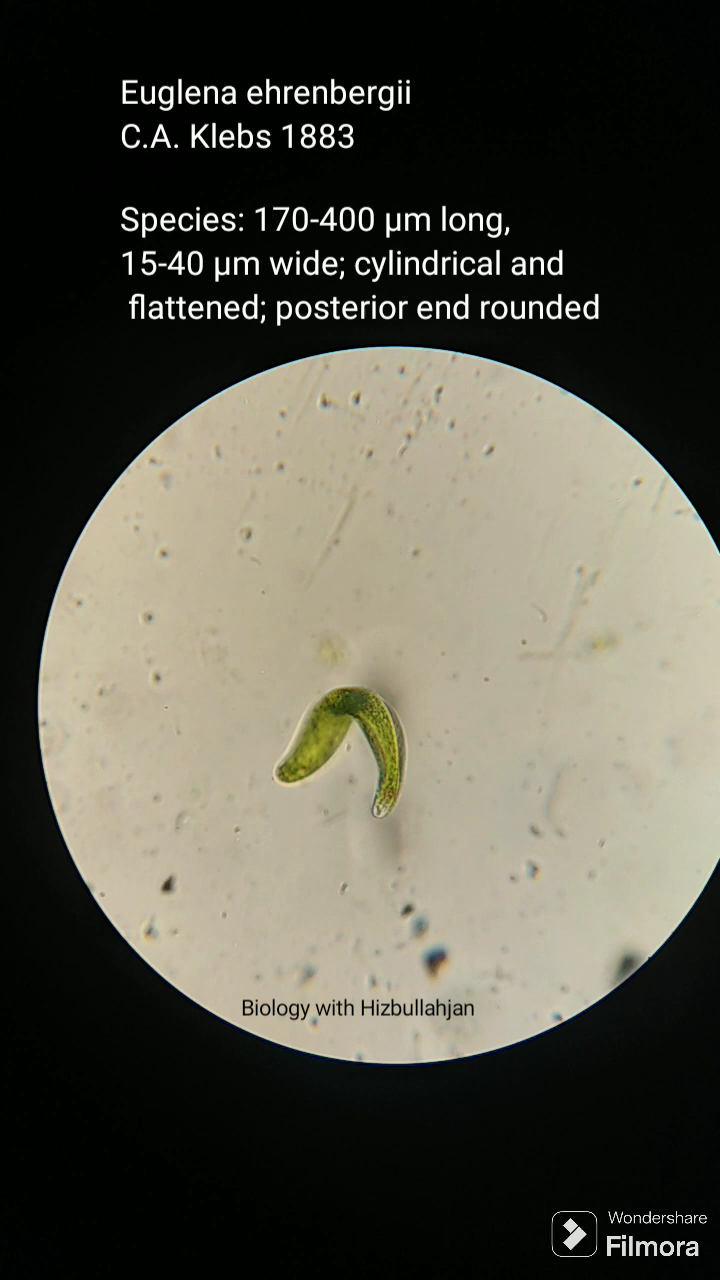 Euglena ehrenbergii
C.A. Klebs 1883
Species: 170-400 µm long,
15-40 µm wide; cylindrical and
flattened; posterior end rounded
Biology with Hizbullahjan
Wondershare
Filmora